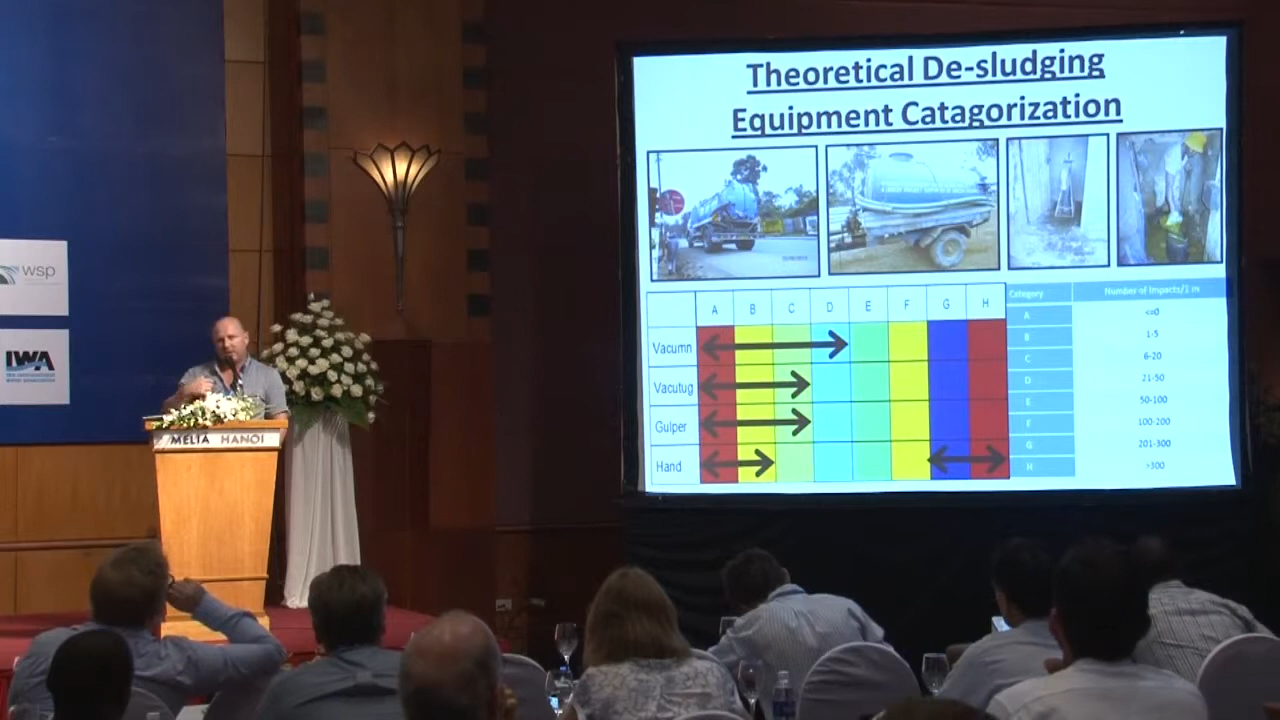 Theoretical De-sludging
Equipment Catagorization
wsp
IWA
MELIA HANOI
A B C D E F G H
Vacumn
Vacutug
Gulper
Hand
Category Number of Impacts/1 m
A <=0
B 1-5
C 6-20
D 21-50
E 50-100
F 100-200
G 201-300
H >300